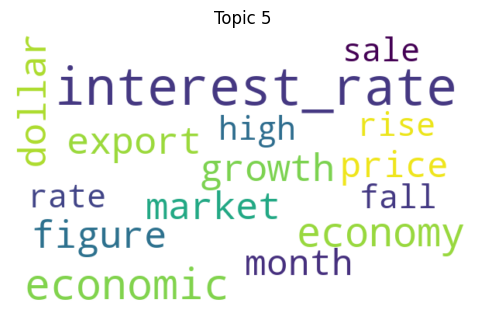 Topic 5
dollar
sale
interest_rate
high
rise
export
growth
price
rate
market
fall
figure
economy
month
economic